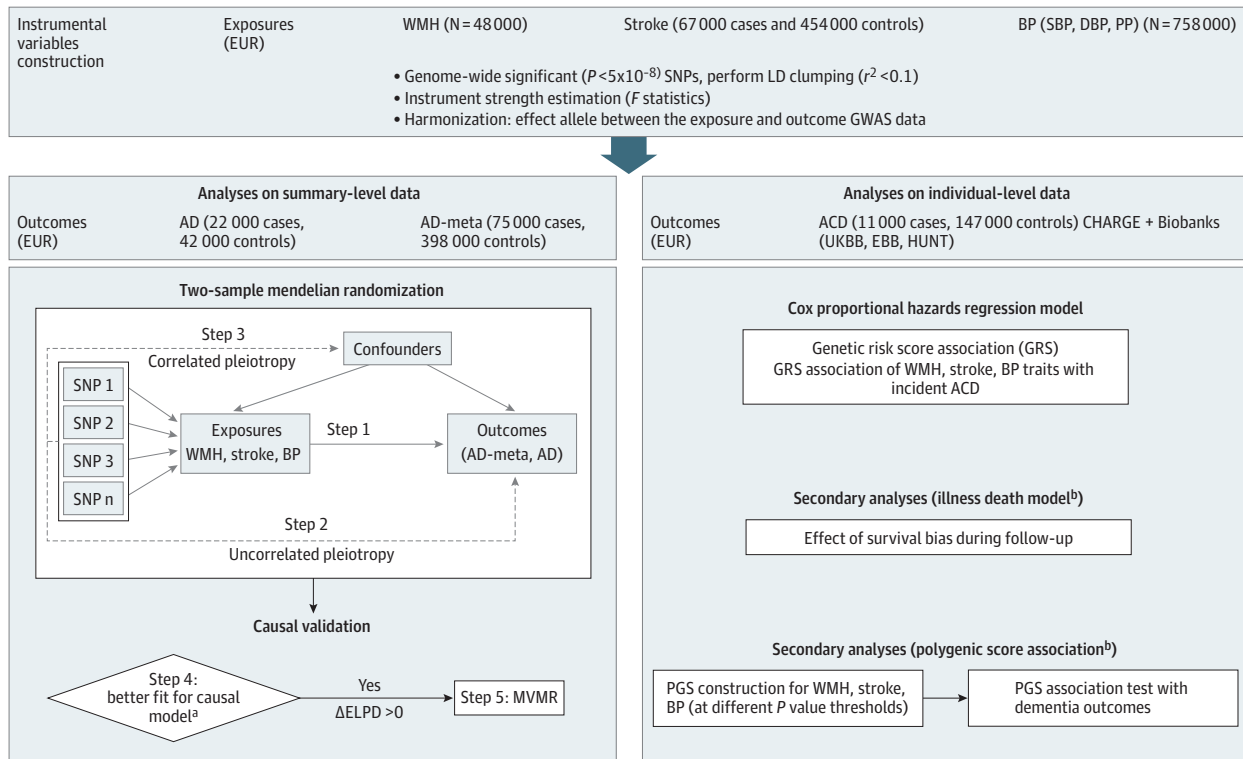 Instrumental
variables
construction
Exposures
(EUR)
WMH (N = 48 000)
Stroke (67 000 cases and 454 000 controls)
BP (SBP, DBP, PP) (N = 758 000)
• Genome-wide significant (P < 5x10⁻⁸) SNPs, perform LD clumping (r² < 0.1)
• Instrument strength estimation (F statistics)
• Harmonization: effect allele between the exposure and outcome GWAS data
Analyses on summary-level data
Outcomes
(EUR)
AD (22 000 cases,
42 000 controls)
AD-meta (75 000 cases,
398 000 controls)
Two-sample mendelian randomization
Step 3
Correlated pleiotropy
Confounders
SNP 1
SNP 2
SNP 3
SNP n
Exposures
WMH, stroke, BP
Step 1
Outcomes
(AD-meta, AD)
Step 2
Uncorrelated pleiotropy
Causal validation
Step 4:
better fit for causal
modelᵃ
Yes
ΔELPD >0
Step 5: MVMR
Analyses on individual-level data
Outcomes
(EUR)
ACD (11 000 cases, 147 000 controls) CHARGE + Biobanks
(UKBB, EBB, HUNT)
Cox proportional hazards regression model
Genetic risk score association (GRS)
GRS association of WMH, stroke, BP traits with
incident ACD
Secondary analyses (illness death modelᵇ)
Effect of survival bias during follow-up
Secondary analyses (polygenic score associationᵇ)
PGS construction for WMH, stroke,
BP (at different P value thresholds)
PGS association test with
dementia outcomes